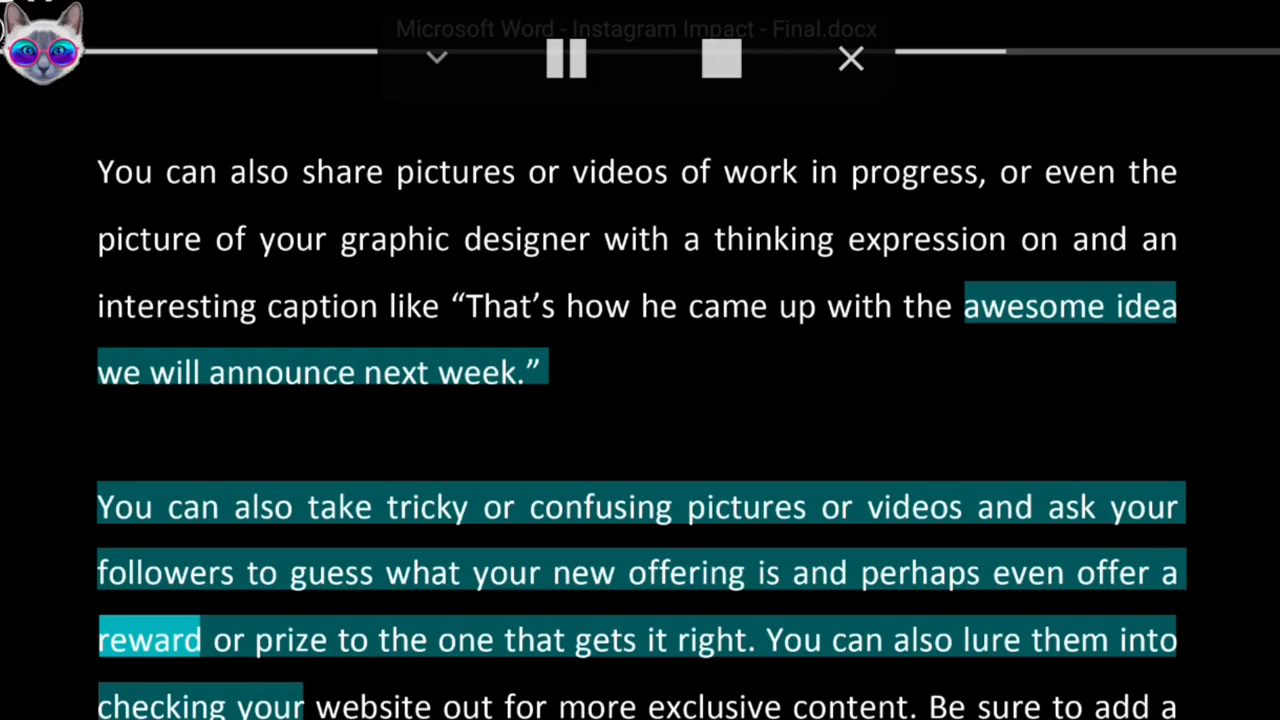 Microsoft Word - Instagram Impact - Final.docx
You can also share pictures or videos of work in progress, or even the
picture of your graphic designer with a thinking expression on and an
interesting caption like “That’s how he came up with the awesome idea
we will announce next week.”
You can also take tricky or confusing pictures or videos and ask your
followers to guess what your new offering is and perhaps even offer a
reward or prize to the one that gets it right. You can also lure them into
checking your website out for more exclusive content. Be sure to add a